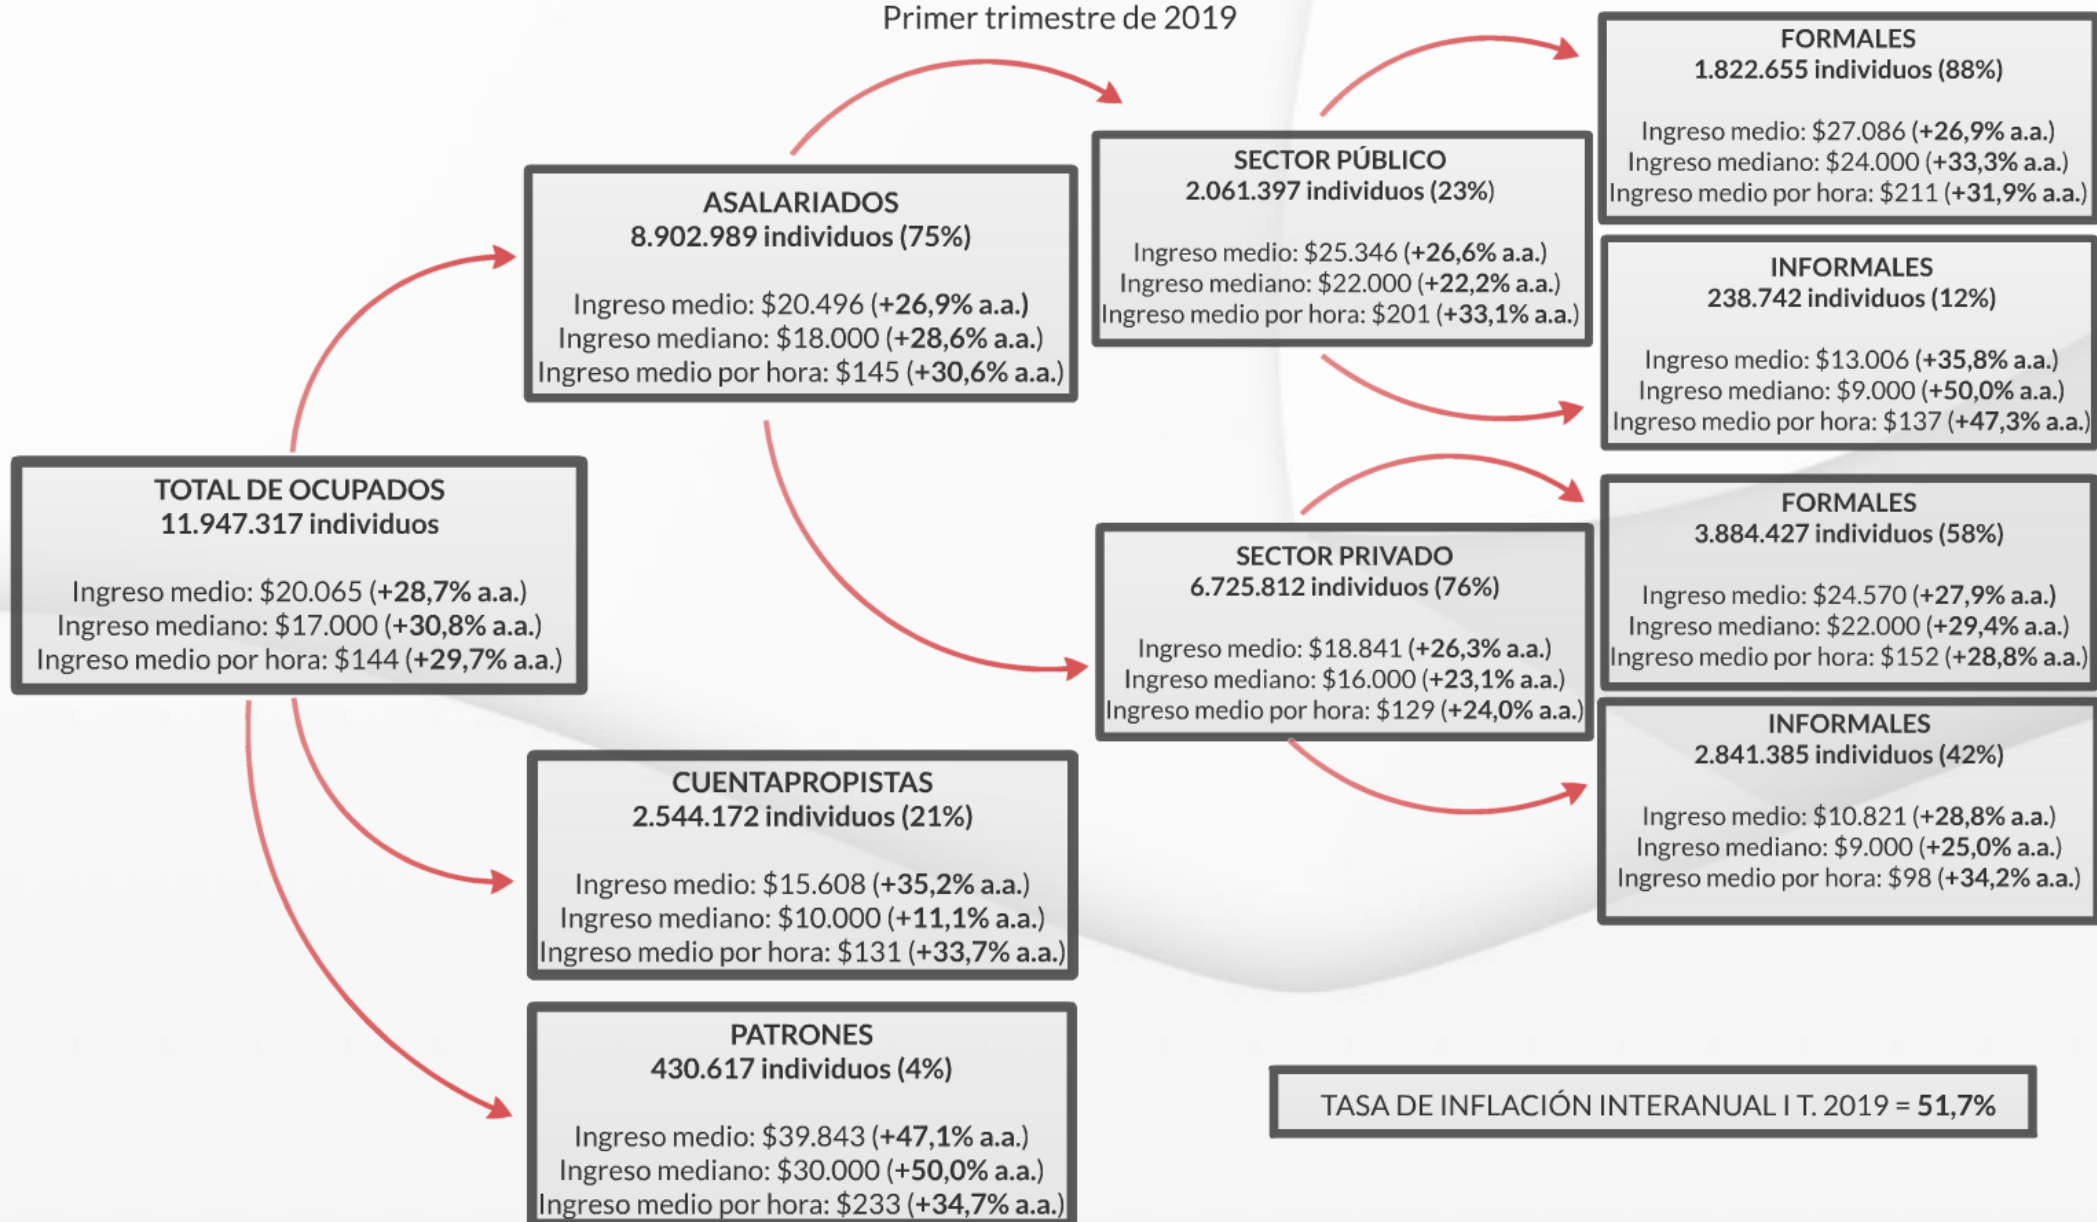 Primer trimestre de 2019
TOTAL DE OCUPADOS
11.947.317 individuos
Ingreso medio: $20.065 (+28,7% a.a.)
Ingreso mediano: $17.000 (+30,8% a.a.)
Ingreso medio por hora: $144 (+29,7% a.a.)
ASALARIADOS
8.902.989 individuos (75%)
Ingreso medio: $20.496 (+26,9% a.a.)
Ingreso mediano: $18.000 (+28,6% a.a.)
Ingreso medio por hora: $145 (+30,6% a.a.)
CUENTAPROPISTAS
2.544.172 individuos (21%)
Ingreso medio: $15.608 (+35,2% a.a.)
Ingreso mediano: $10.000 (+11,1% a.a.)
Ingreso medio por hora: $131 (+33,7% a.a.)
PATRONES
430.617 individuos (4%)
Ingreso medio: $39.843 (+47,1% a.a.)
Ingreso mediano: $30.000 (+50,0% a.a.)
Ingreso medio por hora: $233 (+34,7% a.a.)
SECTOR PÚBLICO
2.061.397 individuos (23%)
Ingreso medio: $25.346 (+26,6% a.a.)
Ingreso mediano: $22.000 (+22,2% a.a.)
Ingreso medio por hora: $201 (+33,1% a.a.)
SECTOR PRIVADO
6.725.812 individuos (76%)
Ingreso medio: $18.841 (+26,3% a.a.)
Ingreso mediano: $16.000 (+23,1% a.a.)
Ingreso medio por hora: $129 (+24,0% a.a.)
FORMALES
1.822.655 individuos (88%)
Ingreso medio: $27.086 (+26,9% a.a.)
Ingreso mediano: $24.000 (+33,3% a.a.)
Ingreso medio por hora: $211 (+31,9% a.a.)
INFORMALES
238.742 individuos (12%)
Ingreso medio: $13.006 (+35,8% a.a.)
Ingreso mediano: $9.000 (+50,0% a.a.)
Ingreso medio por hora: $137 (+47,3% a.a.)
FORMALES
3.884.427 individuos (58%)
Ingreso medio: $24.570 (+27,9% a.a.)
Ingreso mediano: $22.000 (+29,4% a.a.)
Ingreso medio por hora: $152 (+28,8% a.a.)
INFORMALES
2.841.385 individuos (42%)
Ingreso medio: $10.821 (+28,8% a.a.)
Ingreso mediano: $9.000 (+25,0% a.a.)
Ingreso medio por hora: $98 (+34,2% a.a.)
TASA DE INFLACIÓN INTERANUAL I T. 2019 = 51,7%